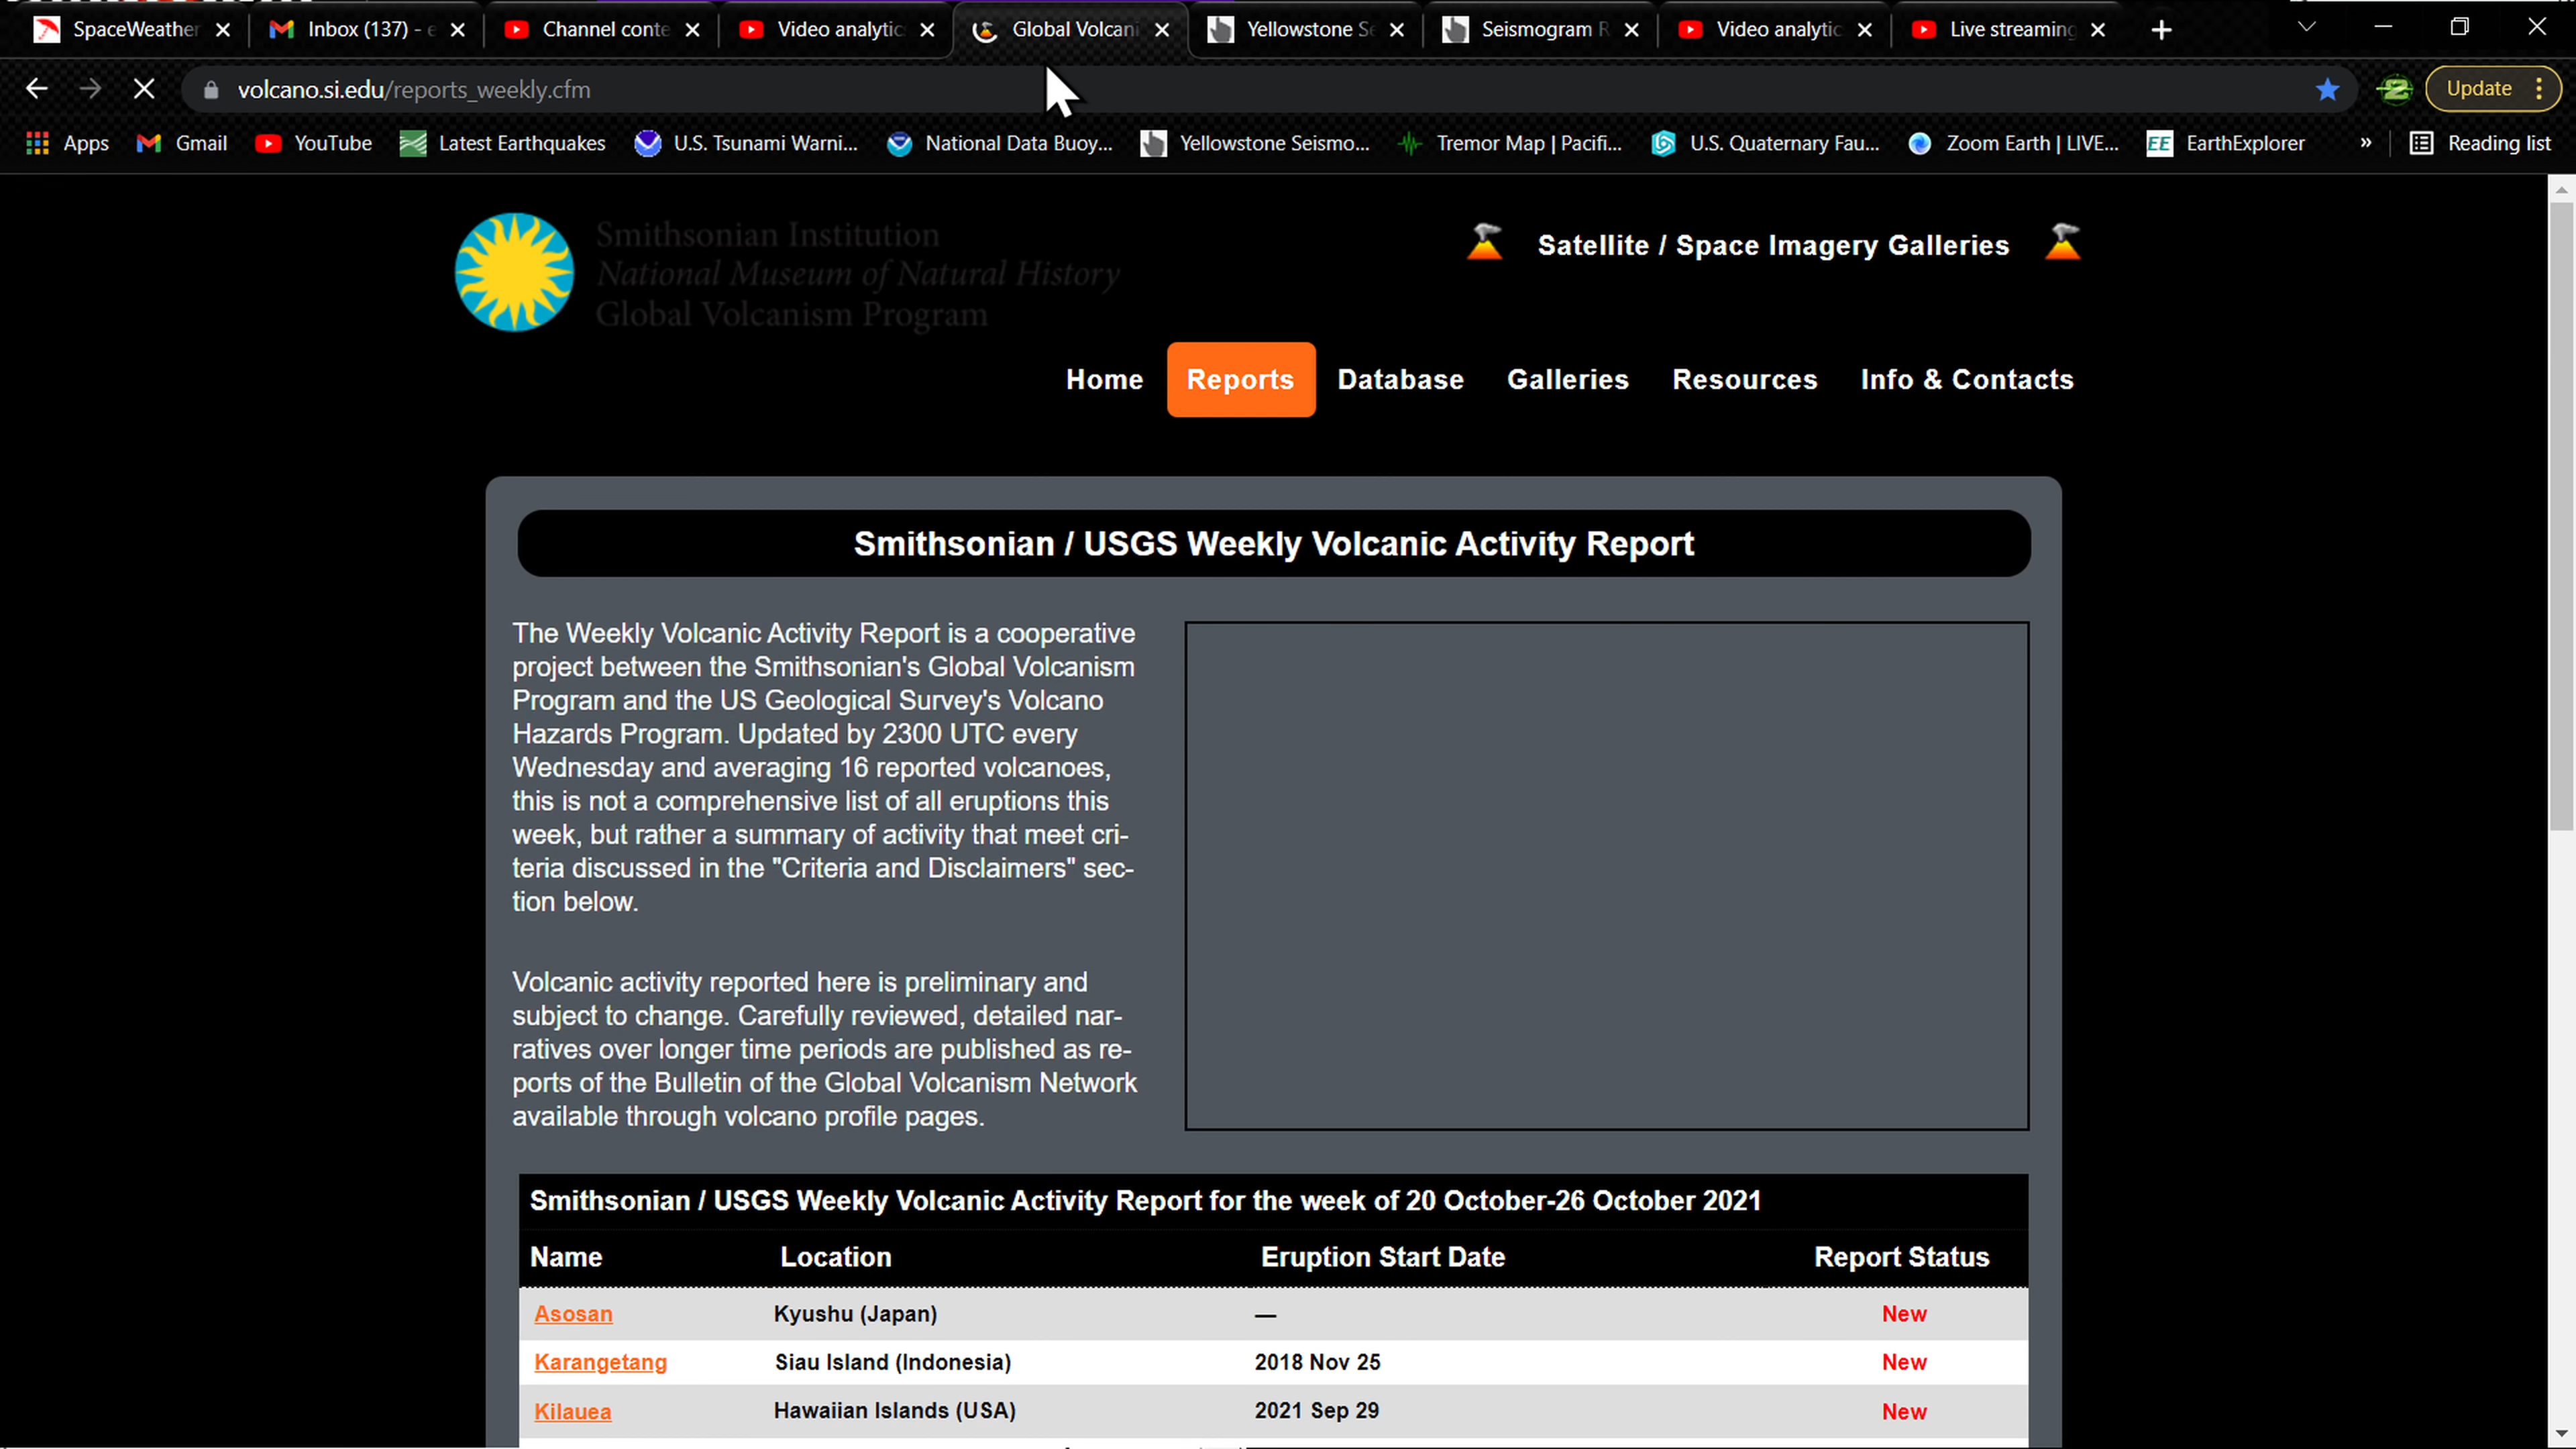 SpaceWeather
Inbox (137) - e
Channel conte
Video analytic
Global Volcani
Yellowstone Se
Seismogram R
Video analytic
Live streaming
volcano.si.edu/reports_weekly.cfm
Update
Apps
Gmail
YouTube
Latest Earthquakes
U.S. Tsunami Warni...
National Data Buoy...
Yellowstone Seismo...
Tremor Map | Pacifi...
U.S. Quaternary Fau...
Zoom Earth | LIVE...
EE EarthExplorer
»
Reading list
Smithsonian Institution
National Museum of Natural History
Global Volcanism Program
Satellite / Space Imagery Galleries
Home Reports Database Galleries Resources Info & Contacts
Smithsonian / USGS Weekly Volcanic Activity Report
The Weekly Volcanic Activity Report is a cooperative
project between the Smithsonian's Global Volcanism
Program and the US Geological Survey's Volcano
Hazards Program. Updated by 2300 UTC every
Wednesday and averaging 16 reported volcanoes,
this is not a comprehensive list of all eruptions this
week, but rather a summary of activity that meet cri-
teria discussed in the "Criteria and Disclaimers" sec-
tion below.
Volcanic activity reported here is preliminary and
subject to change. Carefully reviewed, detailed nar-
ratives over longer time periods are published as re-
ports of the Bulletin of the Global Volcanism Network
available through volcano profile pages.
Smithsonian / USGS Weekly Volcanic Activity Report for the week of 20 October-26 October 2021
Name Location Eruption Start Date Report Status
Asosan Kyushu (Japan) — New
Karangetang Siau Island (Indonesia) 2018 Nov 25 New
Kilauea Hawaiian Islands (USA) 2021 Sep 29 New